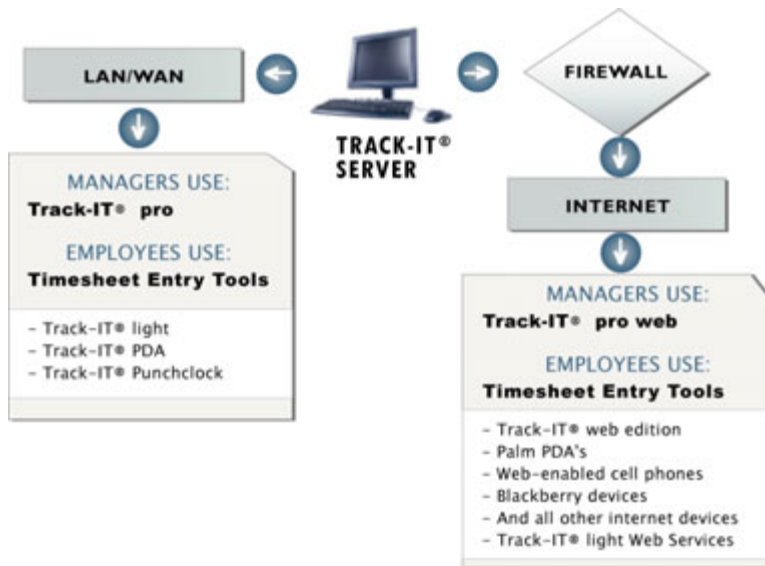 LAN/WAN
TRACK-IT®
SERVER
FIREWALL
MANAGERS USE:
Track-IT® pro
EMPLOYEES USE:
Timesheet Entry Tools
- Track-IT® light
- Track-IT® PDA
- Track-IT® Punchclock
INTERNET
MANAGERS USE:
Track-IT® pro web
EMPLOYEES USE:
Timesheet Entry Tools
- Track-IT® web edition
- Palm PDA's
- Web-enabled cell phones
- Blackberry devices
- And all other internet devices
- Track-IT® light Web Services